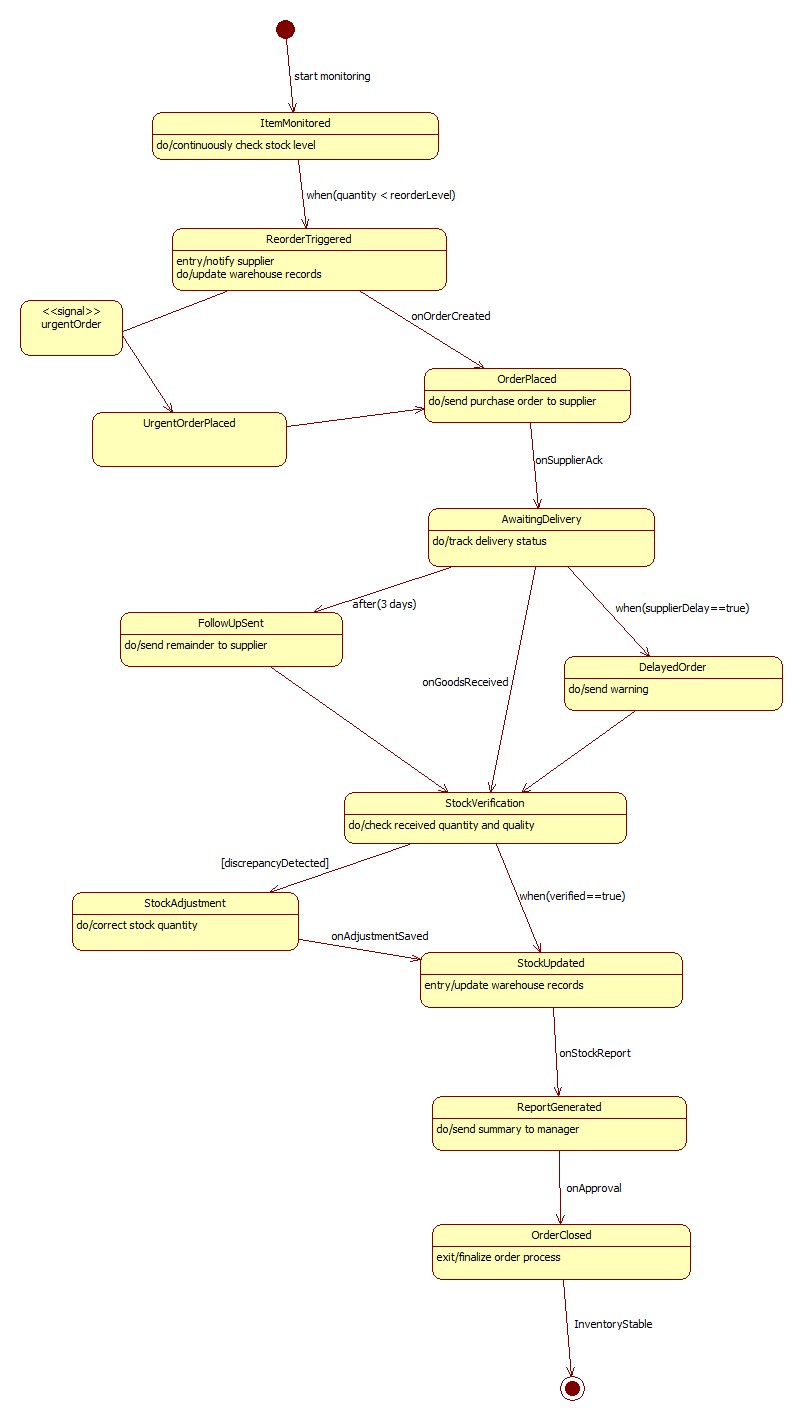 start monitoring
ItemMonitored
do/continuously check stock level
when(quantity < reorderLevel)
ReorderTriggered
entry/notify supplier
do/update warehouse records
<<signal>>
urgentOrder
onOrderCreated
OrderPlaced
do/send purchase order to supplier
UrgentOrderPlaced
onSupplierAck
AwaitingDelivery
do/track delivery status
after(3 days)
when(supplierDelay==true)
FollowUpSent
do/send remainder to supplier
DelayedOrder
do/send warning
onGoodsReceived
StockVerification
do/check received quantity and quality
[discrepancyDetected]
when(verified==true)
StockAdjustment
do/correct stock quantity
onAdjustmentSaved
StockUpdated
entry/update warehouse records
onStockReport
ReportGenerated
do/send summary to manager
onApproval
OrderClosed
exit/finalize order process
InventoryStable